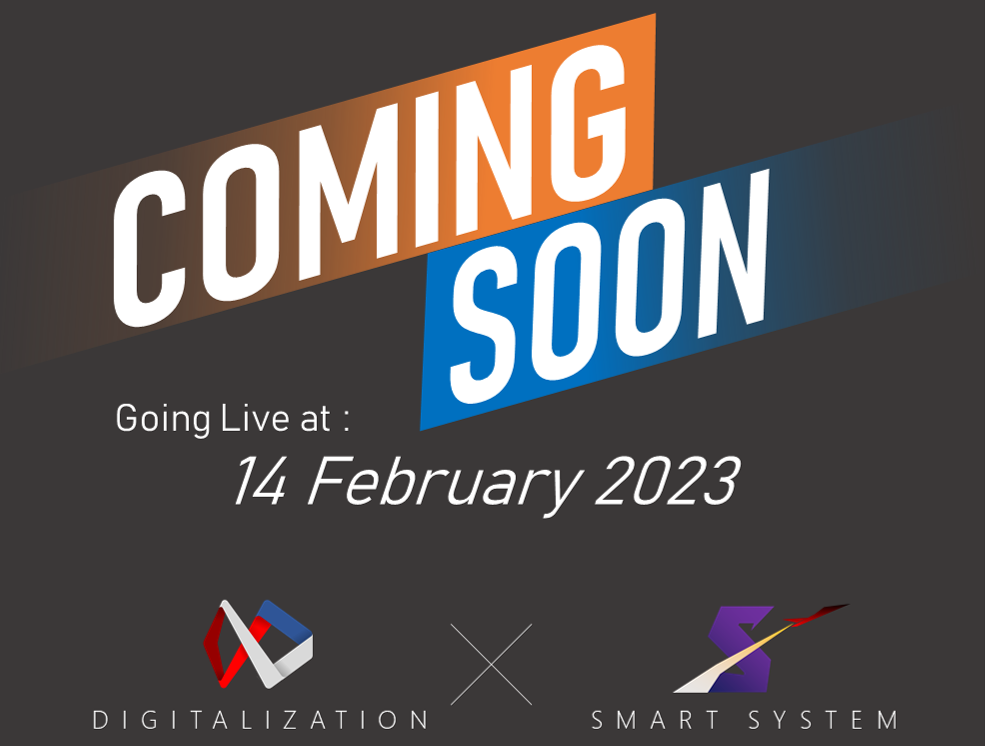 COMING
SOON
Going Live at :
14 February 2023
DIGITALIZATION
SMART SYSTEM